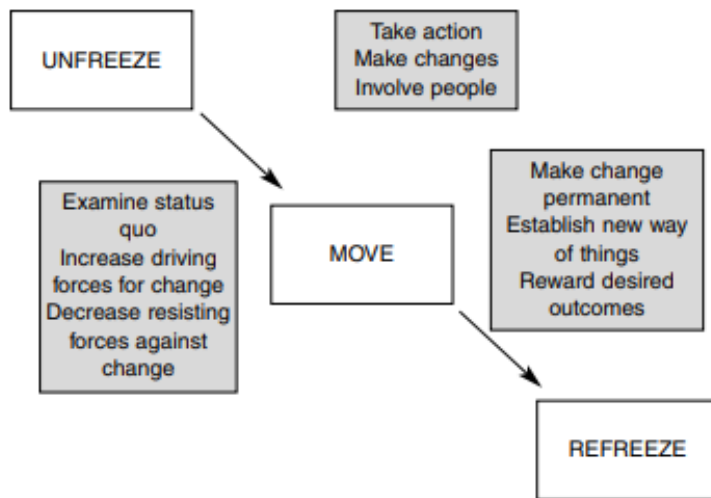 UNFREEZE
Take action
Make changes
Involve people
Examine status
quo
Increase driving
forces for change
Decrease resisting
forces against
change
MOVE
Make change
permanent
Establish new way
of things
Reward desired
outcomes
REFREEZE